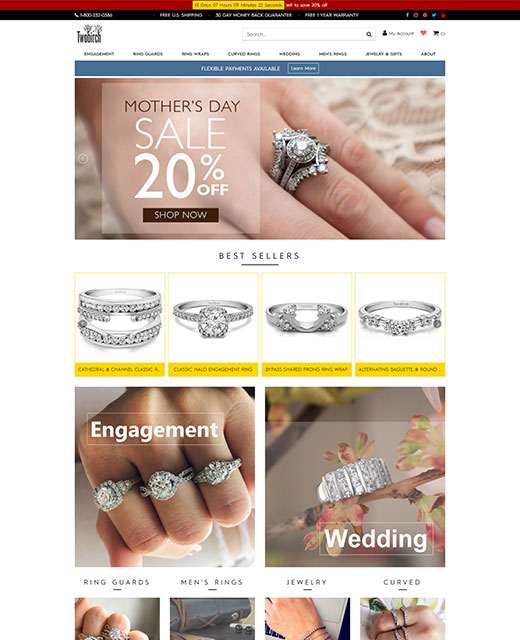 13 Days 07 Hours 09 Minutes 22 Seconds left to save 20% off
1-800-232-0386 FREE U.S. SHIPPING 30 DAY MONEY BACK GUARANTEE FREE 1 YEAR WARRANTY
TwoBirch Search... My Account (0)
ENGAGEMENT RING GUARDS RING WRAPS CURVED RINGS WEDDING MEN'S RINGS JEWELRY & GIFTS ABOUT
FLEXIBLE PAYMENTS AVAILABLE Learn More
MOTHER'S DAY
SALE
20% OFF
SHOP NOW
BEST SELLERS
CATHEDRAL & CHANNEL CLASSIC R... CLASSIC HALO ENGAGEMENT RING BYPASS SHARED PRONG RING WRAP ALTERNATING BAGUETTE & ROUND ...
Engagement
Wedding
RING GUARDS MEN'S RINGS JEWELRY CURVED